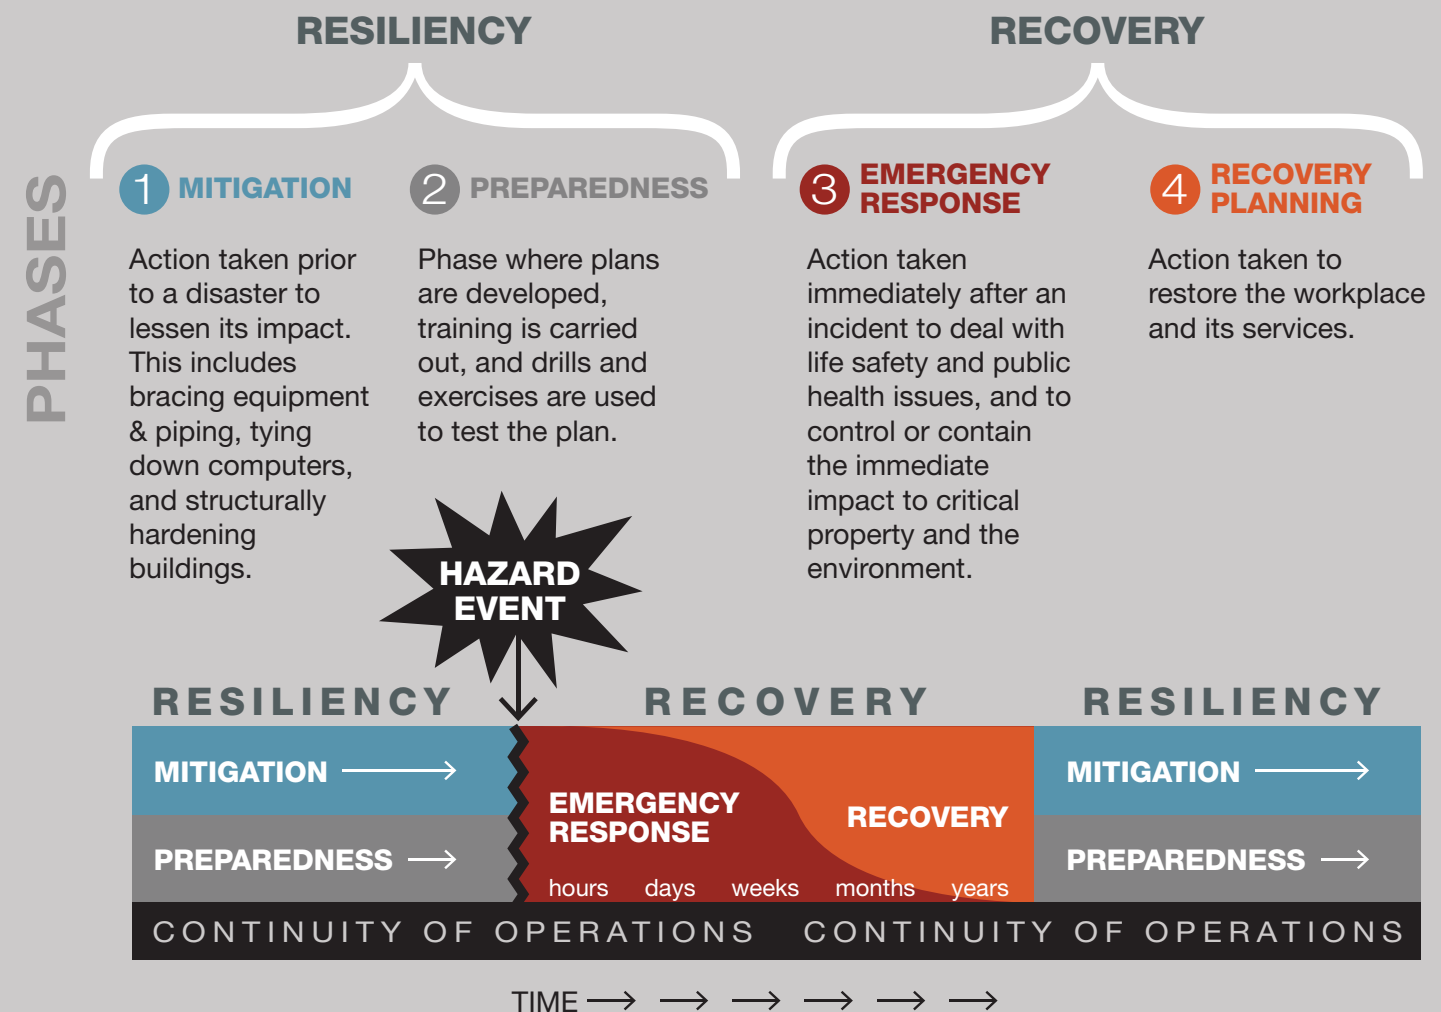 RESILIENCY
RECOVERY
PHASES
1 MITIGATION
Action taken prior
to a disaster to
lessen its impact.
This includes
bracing equipment
& piping, tying
down computers,
and structurally
hardening
buildings.
2 PREPAREDNESS
Phase where plans
are developed,
training is carried
out, and drills and
exercises are used
to test the plan.
3 EMERGENCY
RESPONSE
Action taken
immediately after an
incident to deal with
life safety and public
health issues, and to
control or contain
the immediate
impact to critical
property and the
environment.
4 RECOVERY
PLANNING
Action taken to
restore the workplace
and its services.
HAZARD
EVENT
RESILIENCY
RECOVERY
RESILIENCY
MITIGATION
PREPAREDNESS
EMERGENCY
RESPONSE
RECOVERY
hours days weeks months years
MITIGATION
PREPAREDNESS
CONTINUITY OF OPERATIONS CONTINUITY OF OPERATIONS
TIME